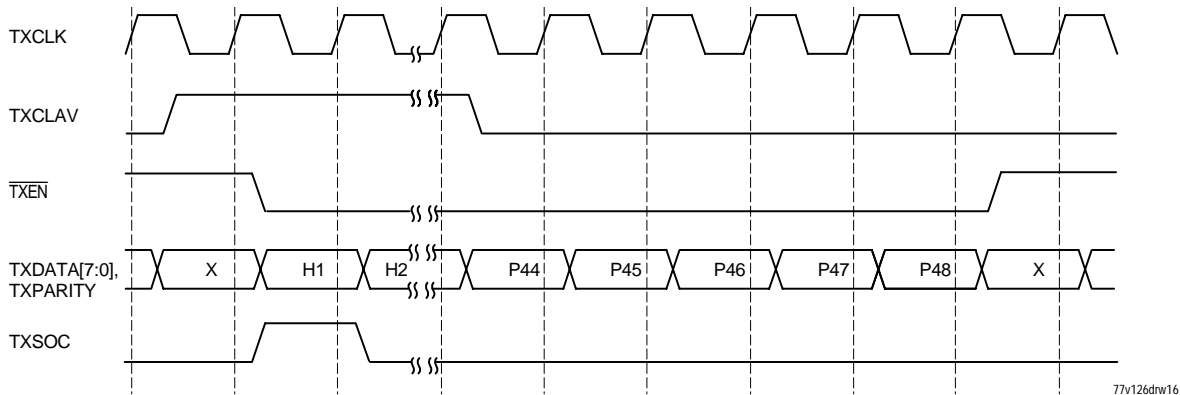 TXCLK
TXCLAV
TXEN
TXDATA[7:0],
TXPARITY
X H1 H2 P44 P45 P46 P47 P48 X
TXSOC
77v126drw16